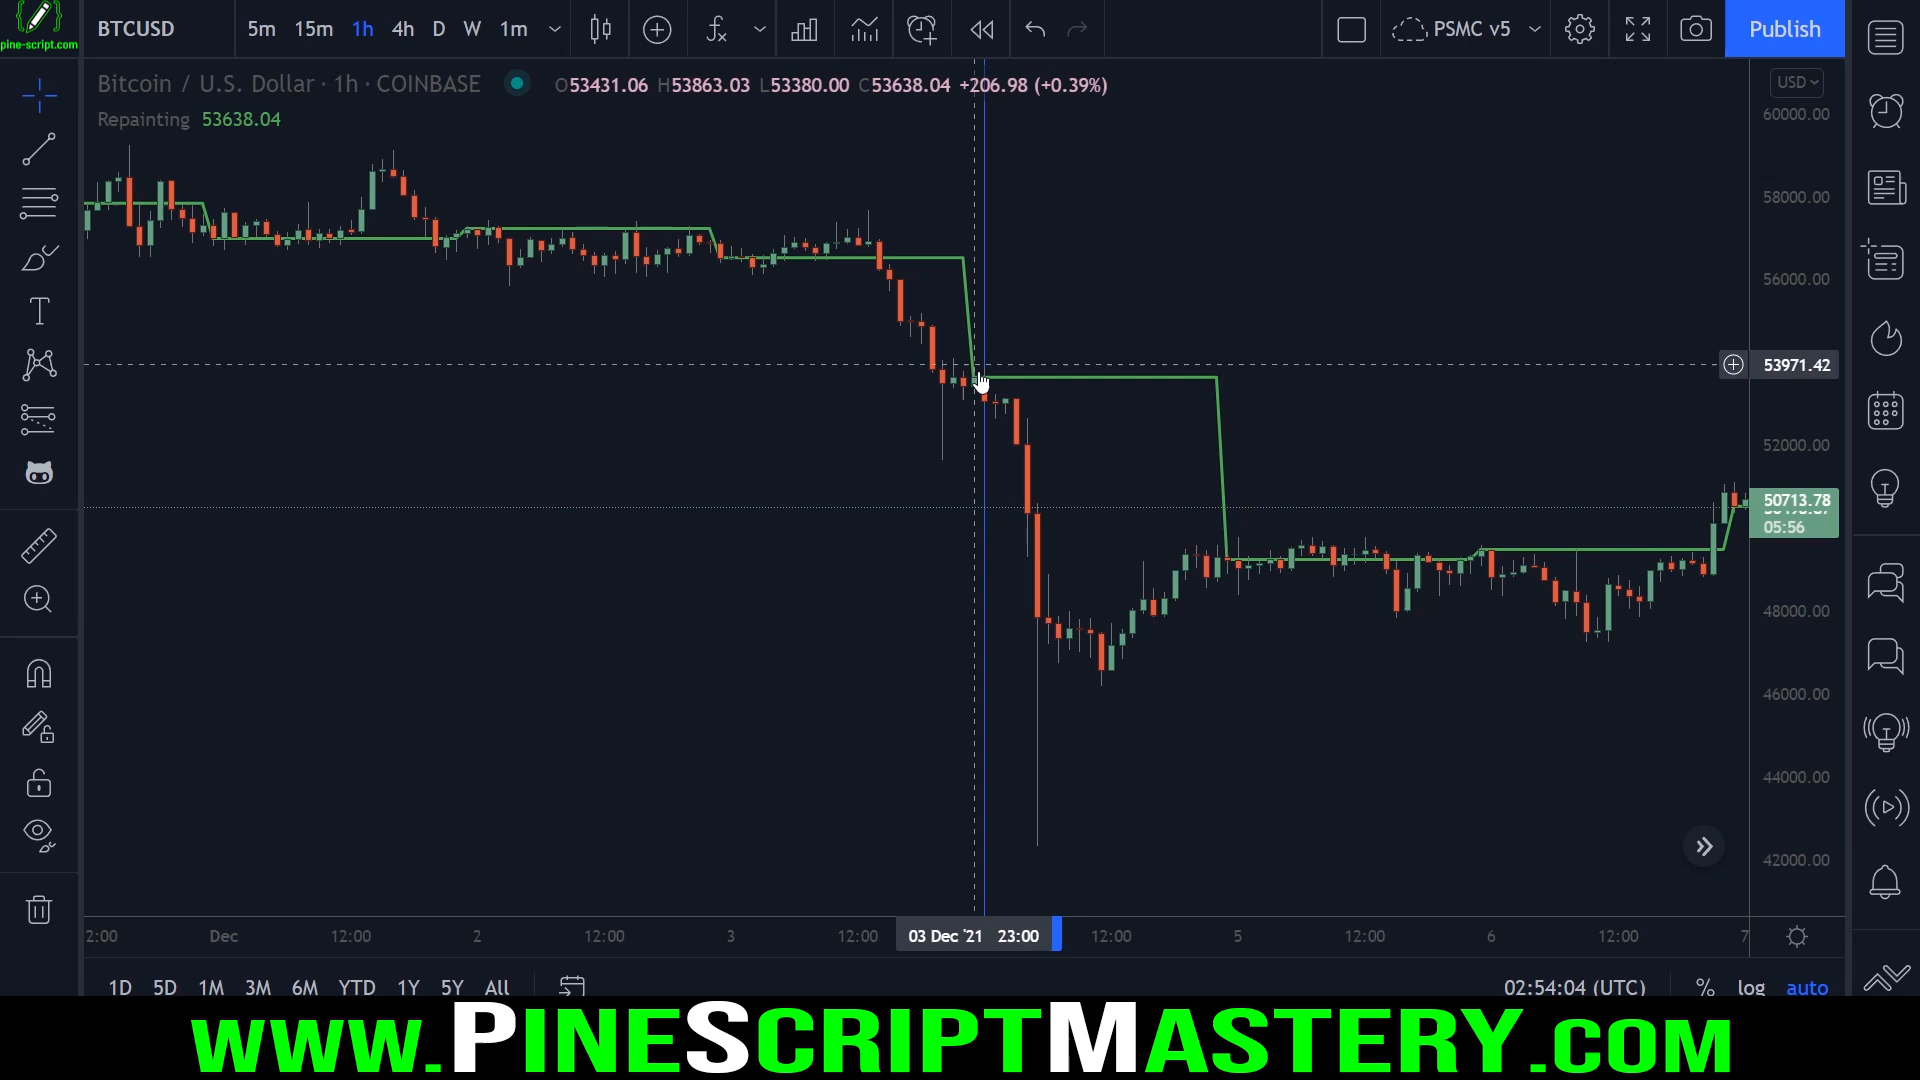 pine-script.com
BTCUSD 5m 15m 1h 4h D W 1m PSMC v5 Publish
Bitcoin / U.S. Dollar · 1h · COINBASE O53431.06 H53863.03 L53380.00 C53638.04 +206.98 (+0.39%)
USD
Repainting 53638.04
60000.00
58000.00
56000.00
53971.42
52000.00
50713.78
05:56
48000.00
46000.00
44000.00
42000.00
2:00 Dec 12:00 2 12:00 3 12:00 03 Dec '21 23:00 12:00 5 12:00 6 12:00 7
1D 5D 1M 3M 6M YTD 1Y 5Y All 02:54:04 (UTC) % log auto
www.PineScriptMastery.com